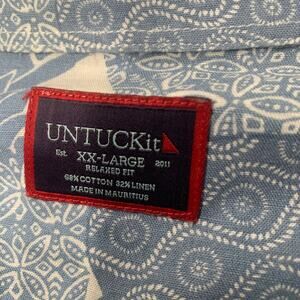 UNTUCKit
Est. XX-LARGE 2011
RELAXED FIT
68% COTTON 32% LINEN
MADE IN MAURITIUS